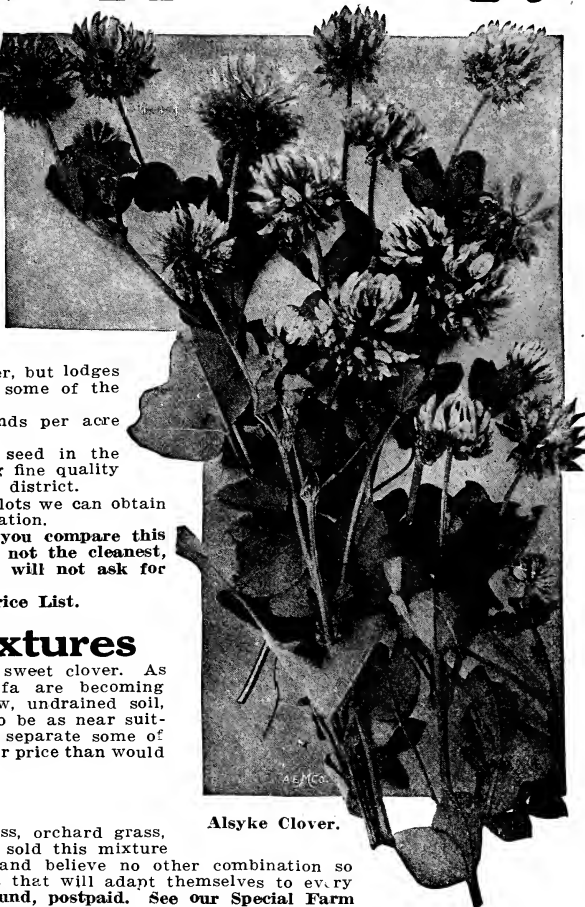 er, but lodges
some of the
nds per acre
seed in the
fine quality
district.
lots we can obtain
ation.
you compare this
not the cleanest,
will not ask for
rice List.
xtures
sweet clover. As
fa are becoming
w, undrained soil,
o be as near suit-
separate some of
r price than would
A.E.M.Co.
Alsyke Clover.
ss, orchard grass,
sold this mixture
and believe no other combination so
that will adapt themselves to every
und, postpaid. See our Special Farm